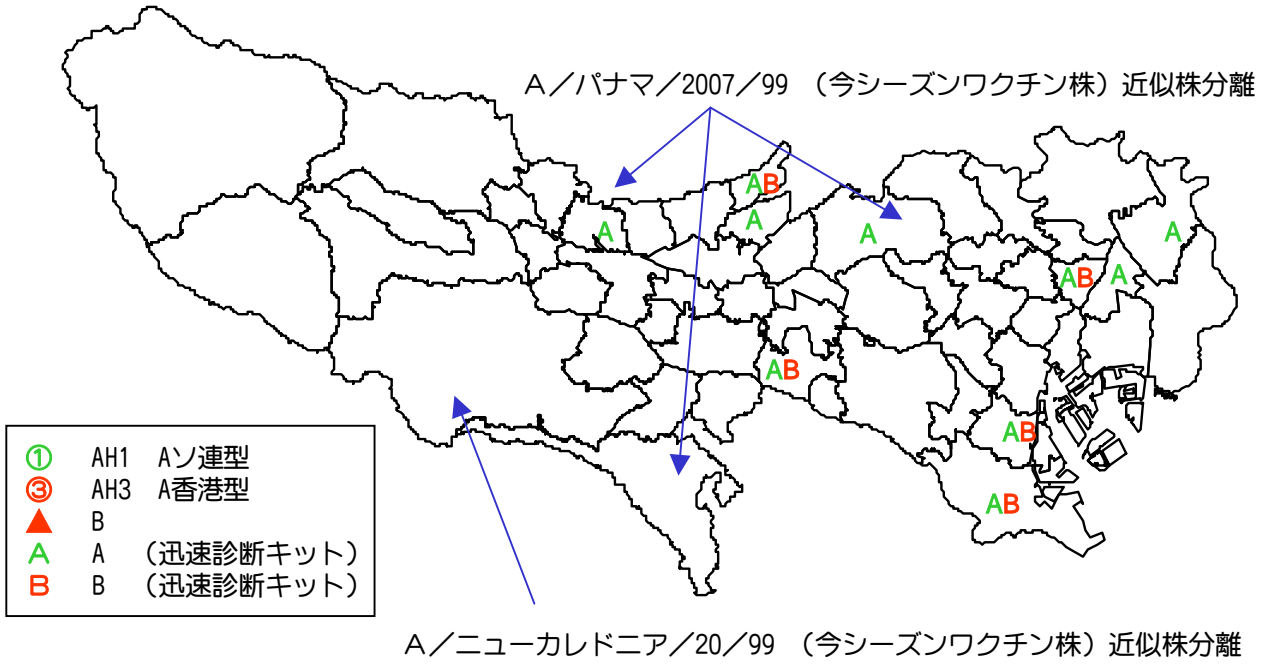 A／パナマ／2007／99　（今シーズンワクチン株）近似株分離
AB
A
A
A
A
AB
A
AB
AB
AB
① AH1 Aソ連型
③ AH3 A香港型
▲ B
A A （迅速診断キット）
B B （迅速診断キット）
A／ニューカレドニア／20／99　（今シーズンワクチン株）近似株分離